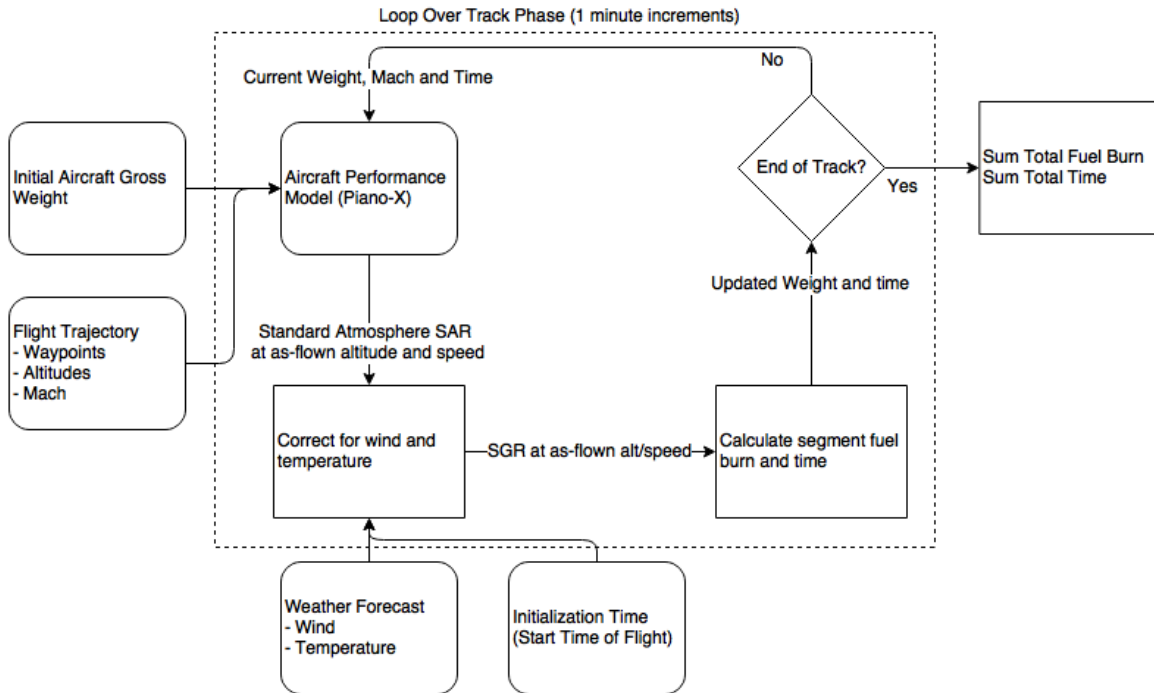 Loop Over Track Phase (1 minute increments)
No
Current Weight, Mach and Time
Initial Aircraft Gross
Weight
Aircraft Performance
Model (Piano-X)
End of Track?
Yes
Sum Total Fuel Burn
Sum Total Time
Updated Weight and time
Flight Trajectory
- Waypoints
- Altitudes
- Mach
Standard Atmosphere SAR
at as-flown altitude and speed
Correct for wind and
temperature
SGR at as-flown alt/speed
Calculate segment fuel
burn and time
Weather Forecast
- Wind
- Temperature
Initialization Time
(Start Time of Flight)